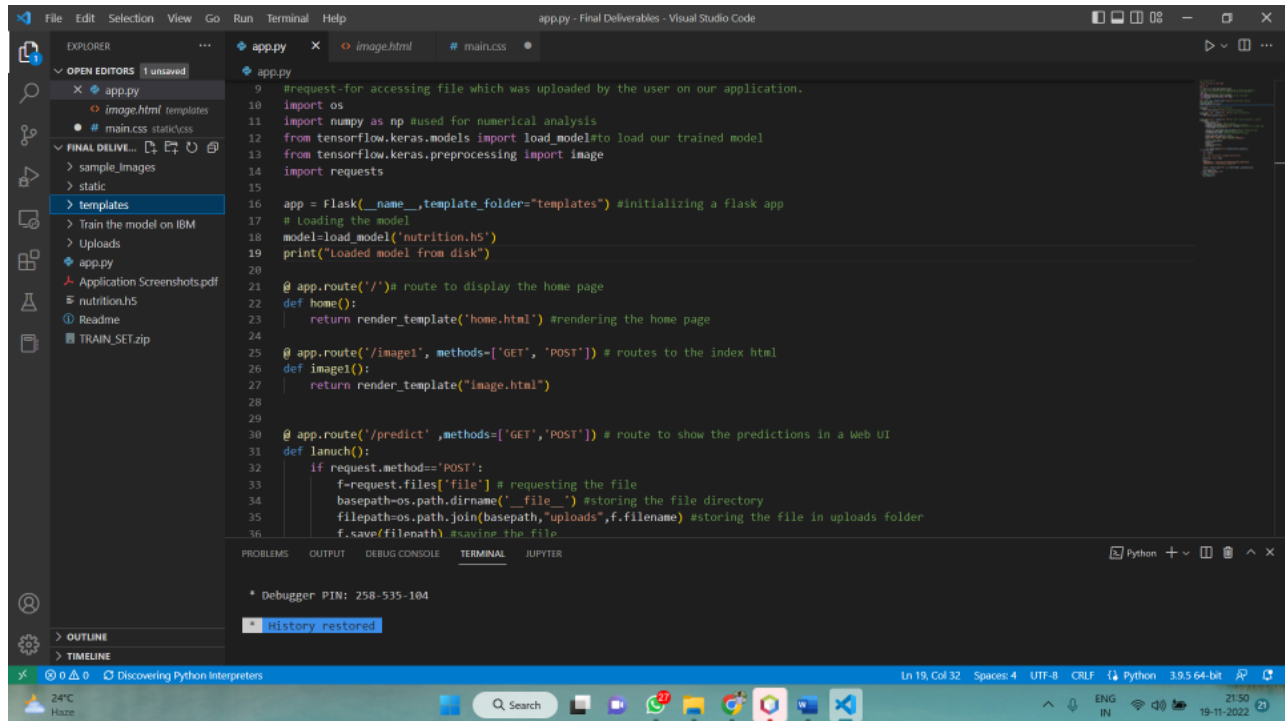 File Edit Selection View Go Run Terminal Help app.py - Final Deliverables - Visual Studio Code
EXPLORER
OPEN EDITORS 1 unsaved
app.py
image.html templates
main.css static\css
FINAL DELIVE...
sample_Images
static
templates
Train the model on IBM
Uploads
app.py
Application Screenshots.pdf
nutrition.h5
Readme
TRAIN_SET.zip
OUTLINE
TIMELINE
app.py image.html # main.css
app.py
9 #request-for accessing file which was uploaded by the user on our application.
10 import os
11 import numpy as np #used for numerical analysis
12 from tensorflow.keras.models import load_model#to load our trained model
13 from tensorflow.keras.preprocessing import image
14 import requests
15
16 app = Flask(__name__,template_folder="templates") #initializing a flask app
17 # Loading the model
18 model=load_model('nutrition.h5')
19 print("Loaded model from disk")
20
21 @ app.route('/')# route to display the home page
22 def home():
23 return render_template('home.html') #rendering the home page
24
25 @ app.route('/image1', methods=['GET', 'POST']) # routes to the index html
26 def image1():
27 return render_template("image.html")
28
29
30 @ app.route('/predict' ,methods=['GET','POST']) # route to show the predictions in a Web UI
31 def lanuch():
32 if request.method=='POST':
33 f=request.files['file'] # requesting the file
34 basepath=os.path.dirname('__file__') #storing the file directory
35 filepath=os.path.join(basepath,"uploads",f.filename) #storing the file in uploads folder
36 f.save(filepath) #saving the file
PROBLEMS OUTPUT DEBUG CONSOLE TERMINAL JUPYTER Python
* Debugger PIN: 258-535-104
* History restored
0 0 Discovering Python Interpreters Ln 19, Col 32 Spaces: 4 UTF-8 CRLF Python 3.9.5 64-bit
24°C
Haze
Search
27
ENG
IN
21:50
19-11-2022
21